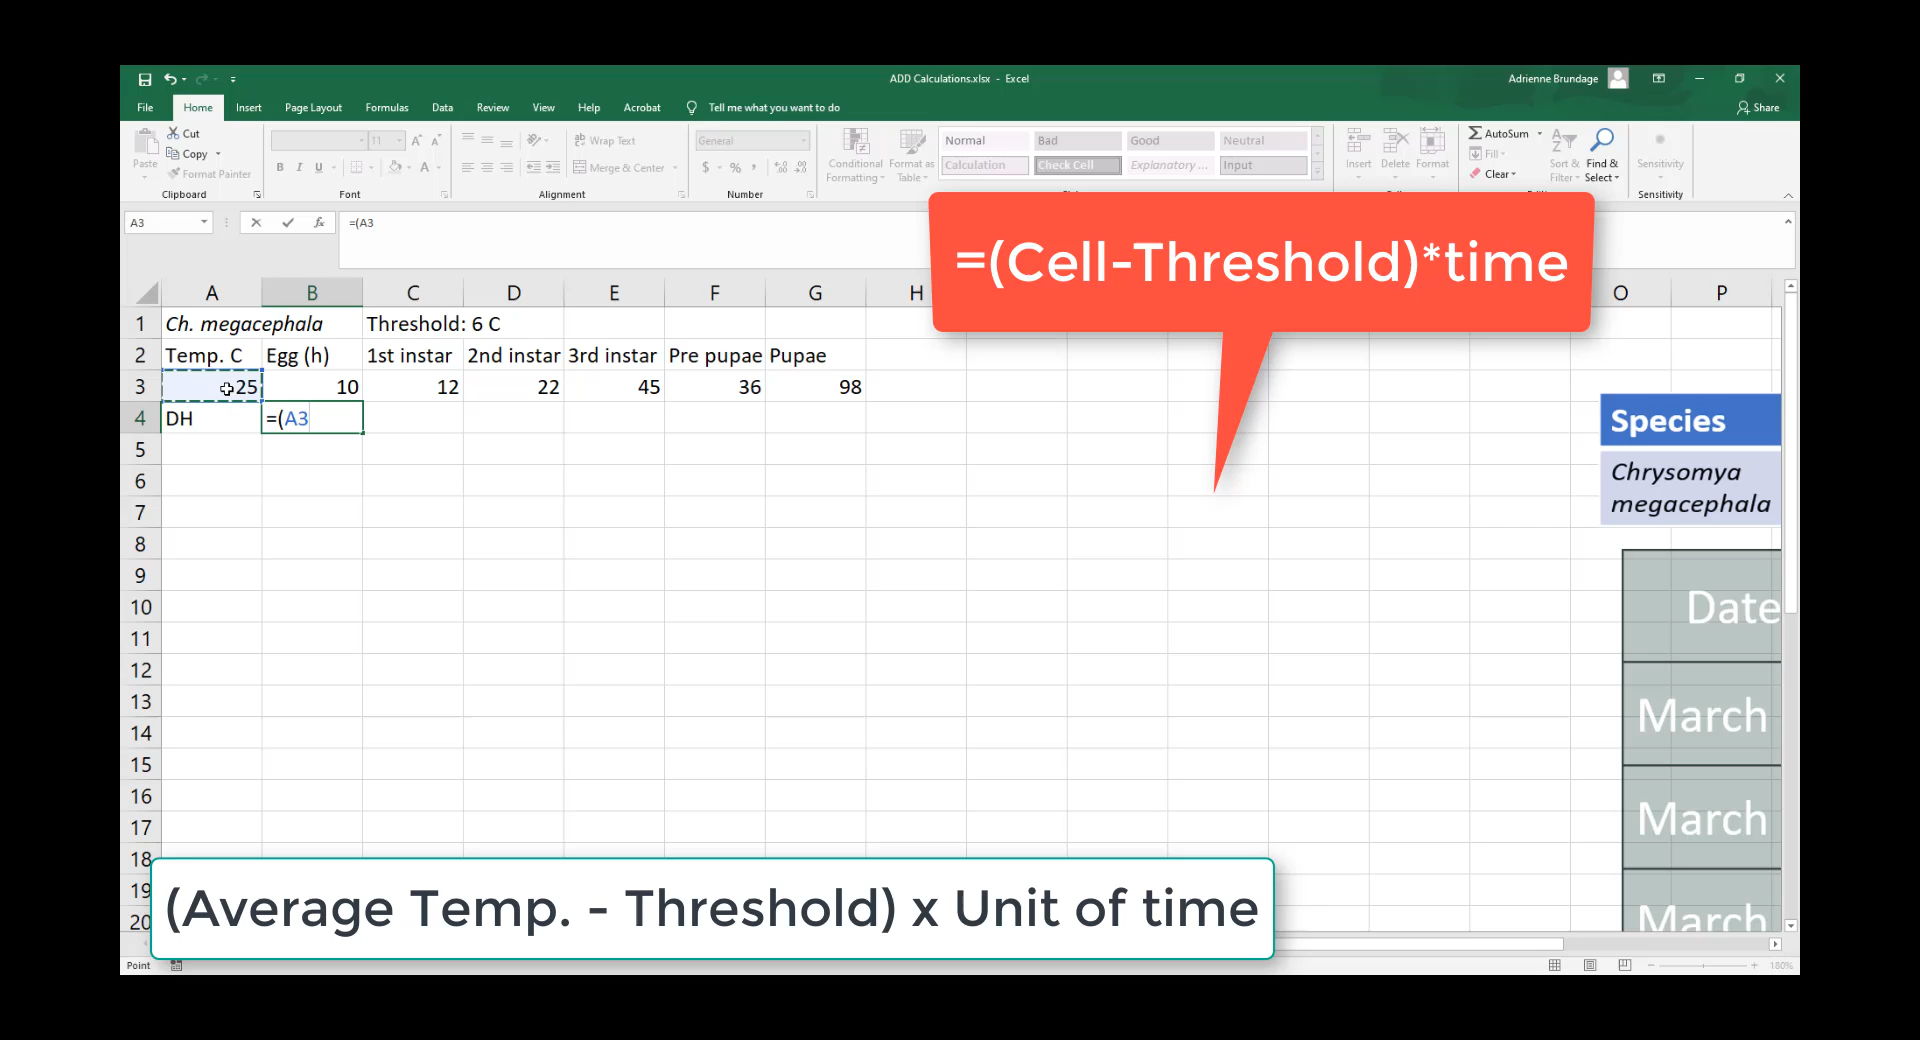 ADD Calculations.xlsx - Excel
Adrienne Brundage
File Home Insert Page Layout Formulas Data Review View Help Acrobat Tell me what you want to do
Share
Paste
Cut
Copy
Format Painter
Clipboard
11
B I U
Font
Wrap Text
Merge & Center
Alignment
General
$ % ,
Number
Conditional Formatting
Format as Table
Normal Bad Good Neutral
Calculation Check Cell Explanatory ... Input
Insert Delete Format
AutoSum
Fill
Clear
Sort & Filter
Find & Select
Sensitivity
Sensitivity
A3
fx
=(A3
=(Cell-Threshold)*time
A B C D E F G H O P
1 Ch. megacephala Threshold: 6 C
2 Temp. C Egg (h) 1st instar 2nd instar 3rd instar Pre pupae Pupae
3 25 10 12 22 45 36 98
4 DH =(A3
5
6
7
8
9
10
11
12
13
14
15
16
17
18
19
20
Species
Chrysomya
megacephala
Date
March
March
March
(Average Temp. - Threshold) x Unit of time
Point
180%